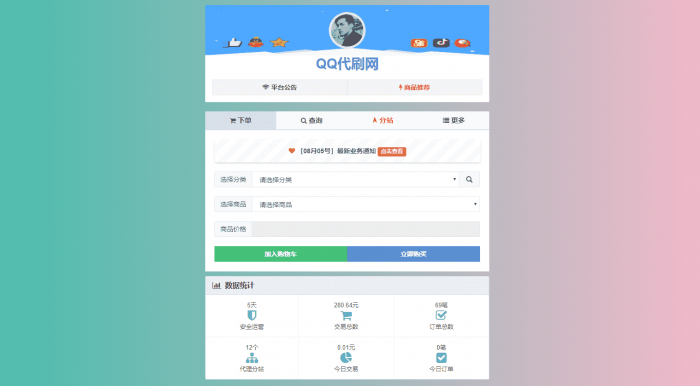 QQ代刷网
平台公告 商品推荐
下单 查询 分站 更多
【08月05号】最新业务通知 点击查看
选择分类 请选择分类
选择商品 请选择商品
商品价格
加入购物车 立即购买
数据统计
5天 280.64元 69笔
安全运营 交易总数 订单总数
12个 0.01元 0笔
代理分站 今日交易 今日订单